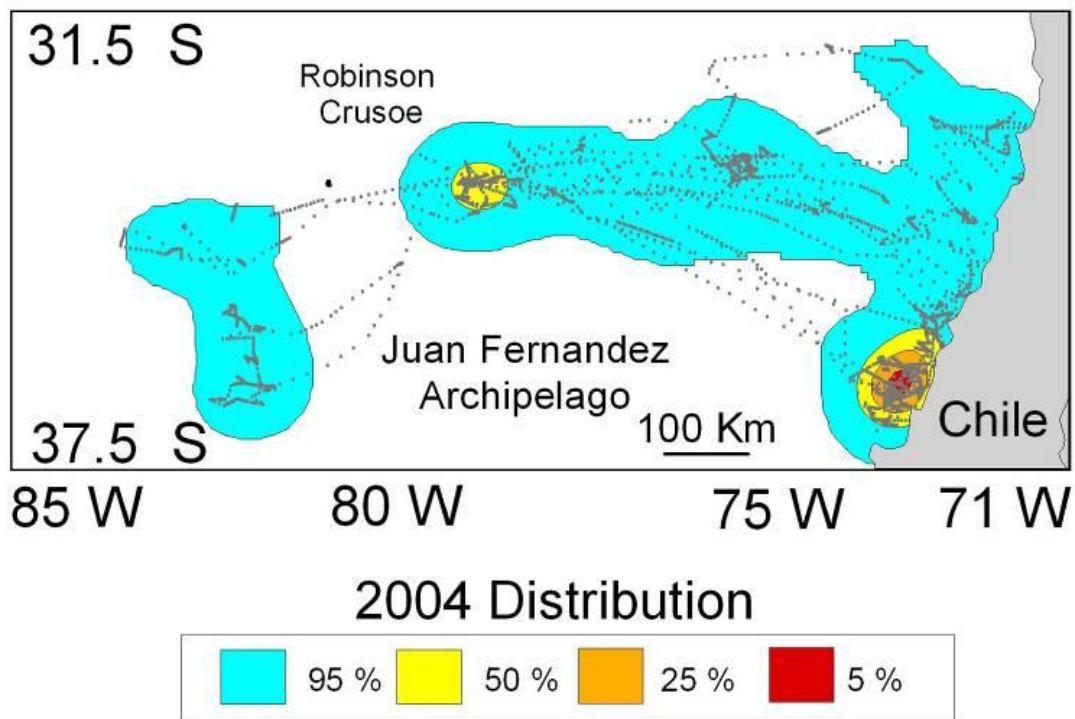 31.5 S
Robinson
Crusoe
Juan Fernandez
Archipelago
100 Km
Chile
37.5 S
85 W 80 W 75 W 71 W
2004 Distribution
95 % 50 % 25 % 5 %